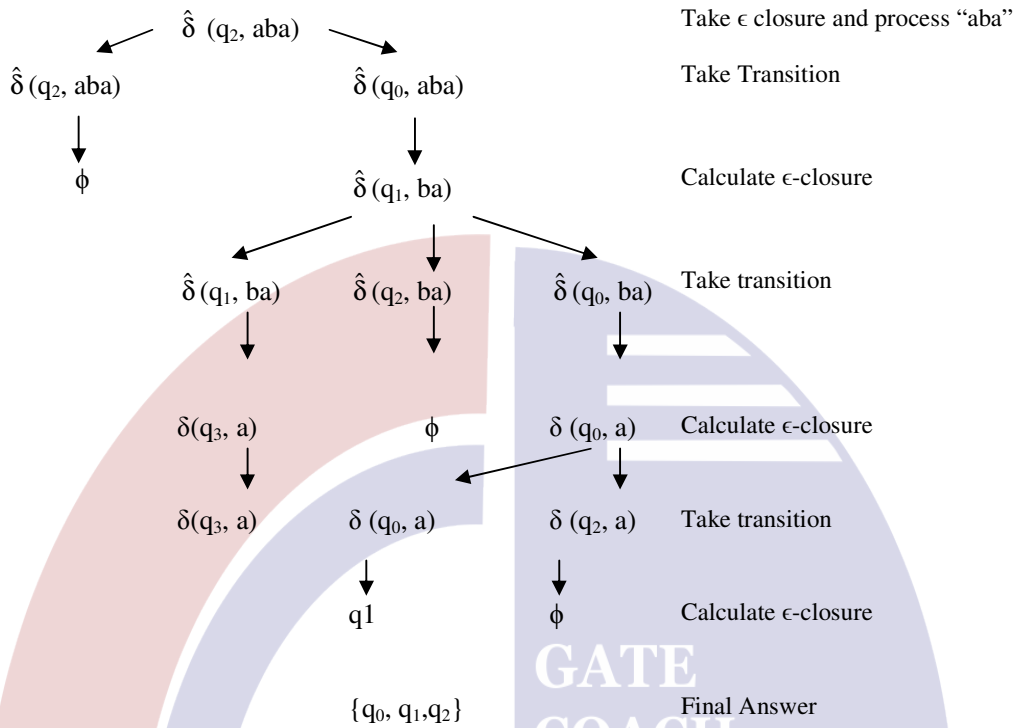 δ̂ (q₂, aba) Take ϵ closure and process “aba”
δ̂ (q₂, aba) δ̂ (q₀, aba) Take Transition
ϕ δ̂ (q₁, ba) Calculate ϵ-closure
δ̂ (q₁, ba) δ̂ (q₂, ba) δ̂ (q₀, ba) Take transition
δ(q₃, a) ϕ δ (q₀, a) Calculate ϵ-closure
δ(q₃, a) δ (q₀, a) δ (q₂, a) Take transition
q1 ϕ Calculate ϵ-closure
GATE
{q₀, q₁,q₂} Final Answer
COACH